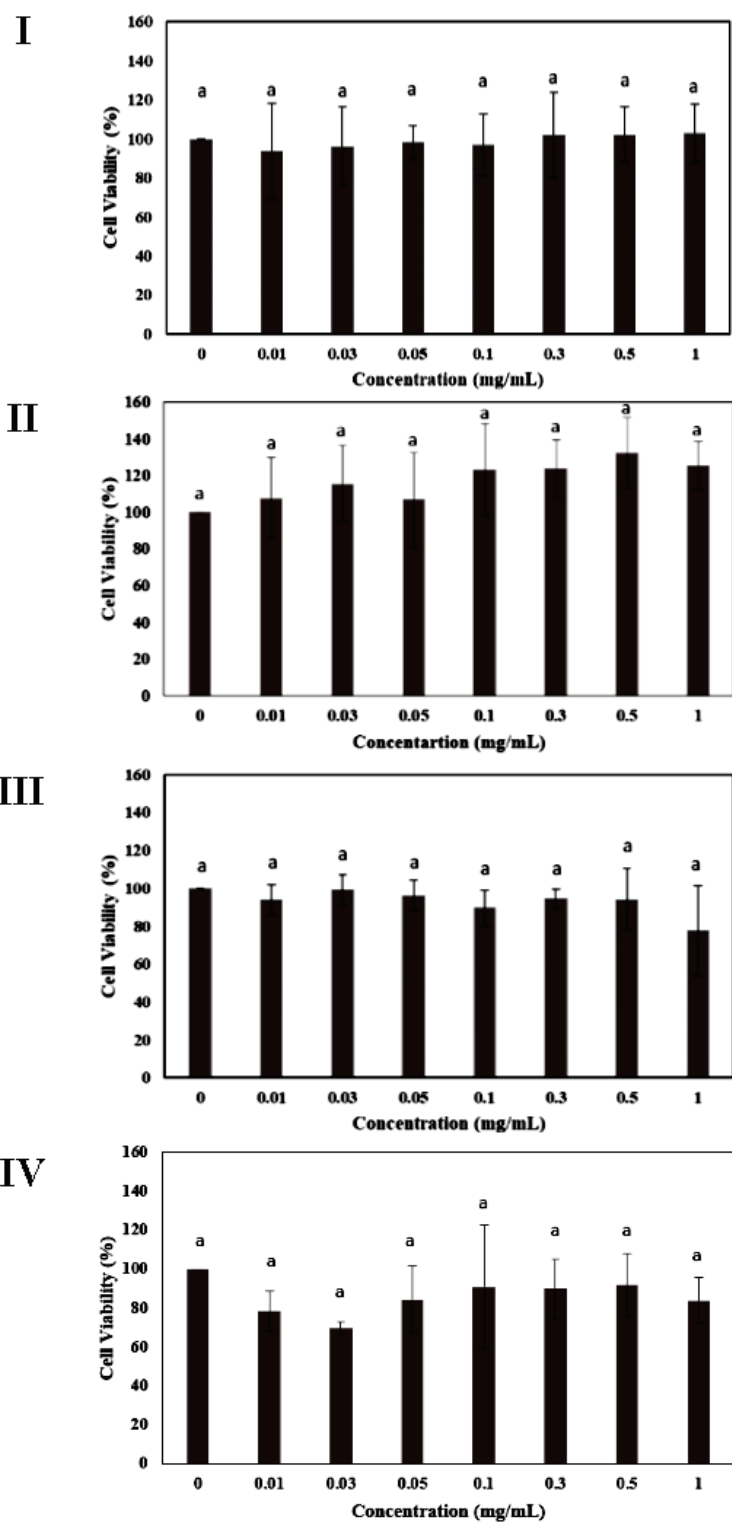 I
160
140
120
100
80
60
40
20
0
Cell Viability (%)
a a a a a a a a
0 0.01 0.03 0.05 0.1 0.3 0.5 1
Concentration (mg/mL)
II
160
140
120
100
80
60
40
20
0
Cell Viability (%)
a a a a a a a a
0 0.01 0.03 0.05 0.1 0.3 0.5 1
Concentartion (mg/mL)
III
160
140
120
100
80
60
40
20
0
Cell Viability (%)
a a a a a a a a
0 0.01 0.03 0.05 0.1 0.3 0.5 1
Concentration (mg/mL)
IV
160
140
120
100
80
60
40
20
0
Cell Viability (%)
a a a a a a a a
0 0.01 0.03 0.05 0.1 0.3 0.5 1
Concentration (mg/mL)